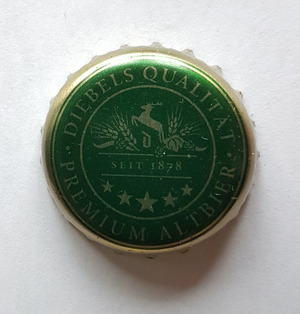 DIEBELS QUALITÄT
D
SEIT 1878
PREMIUM ALTBIER